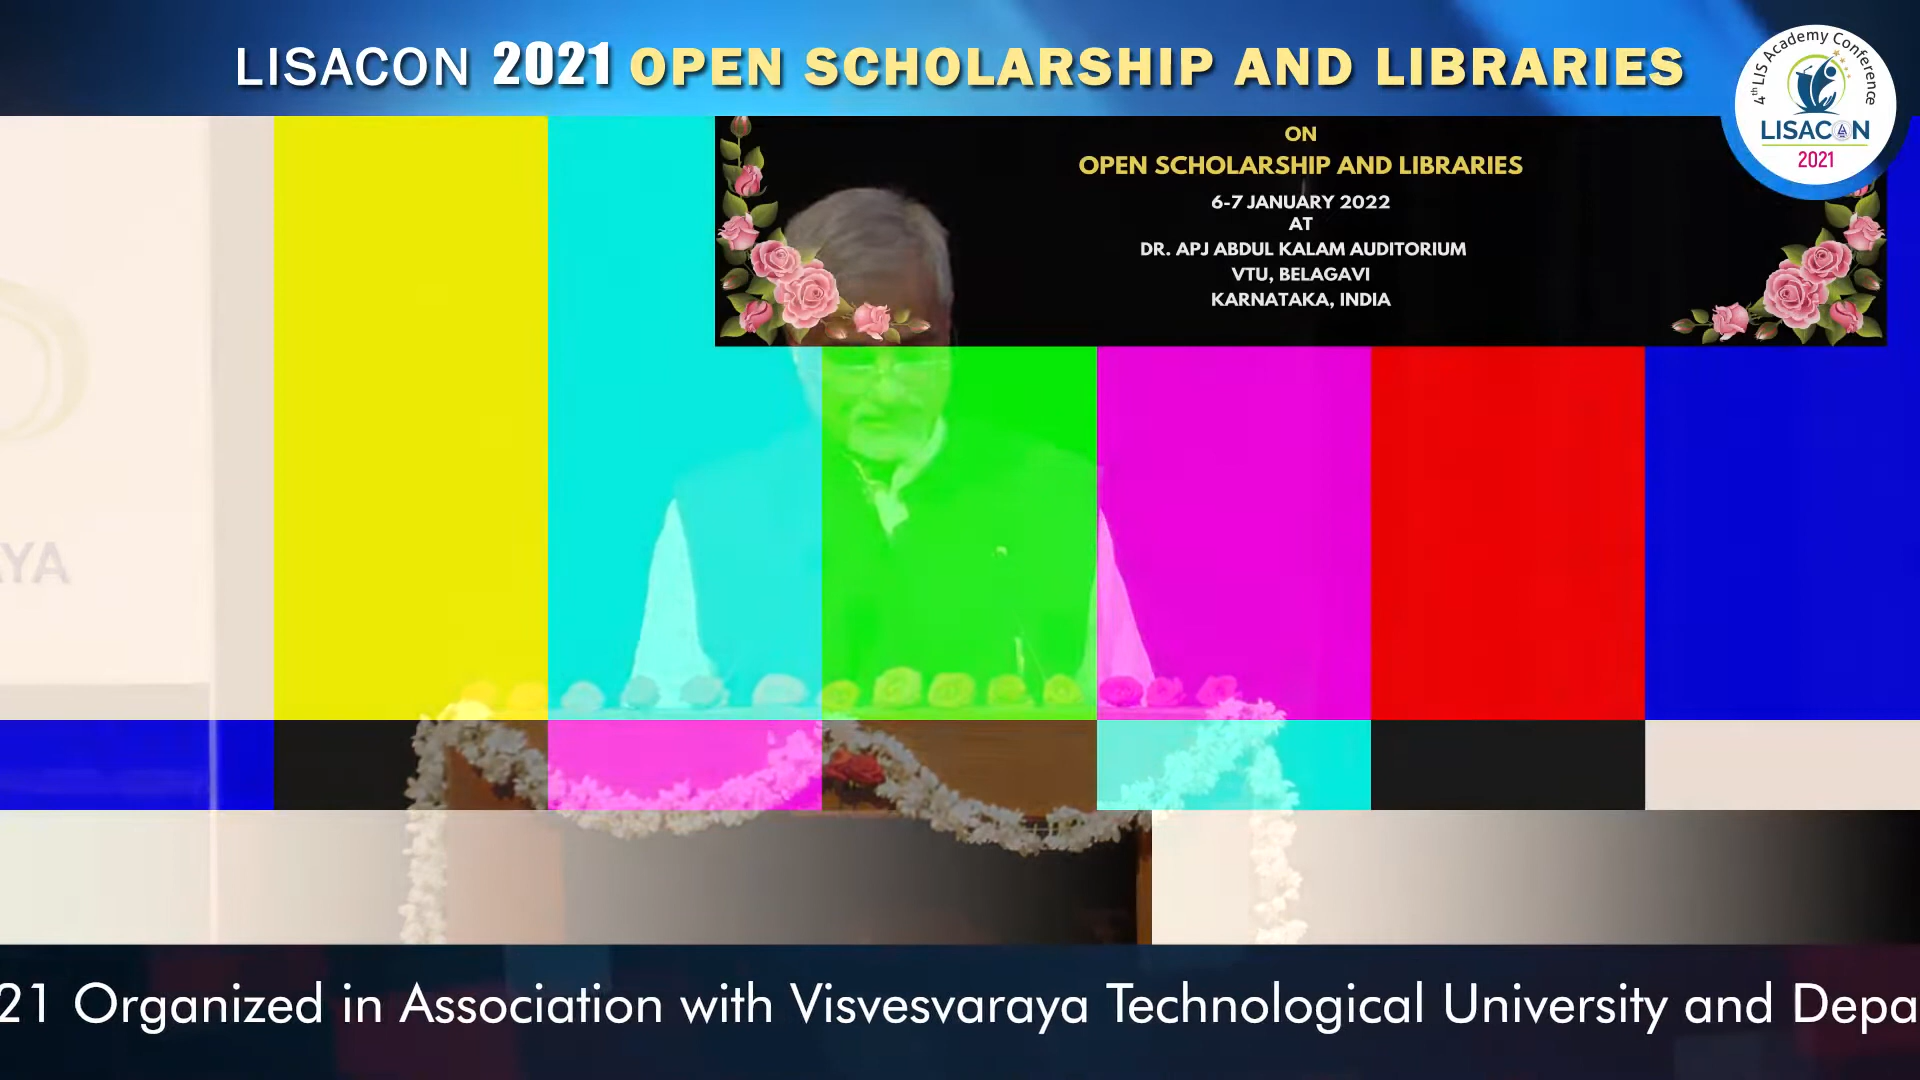 LISACON 2021 OPEN SCHOLARSHIP AND LIBRARIES
4th LIS Academy Conference
LISACON
2021
ON
OPEN SCHOLARSHIP AND LIBRARIES
6-7 JANUARY 2022
AT
DR. APJ ABDUL KALAM AUDITORIUM
VTU, BELAGAVI
KARNATAKA, INDIA
AYA
21 Organized in Association with Visvesvaraya Technological University and Depa